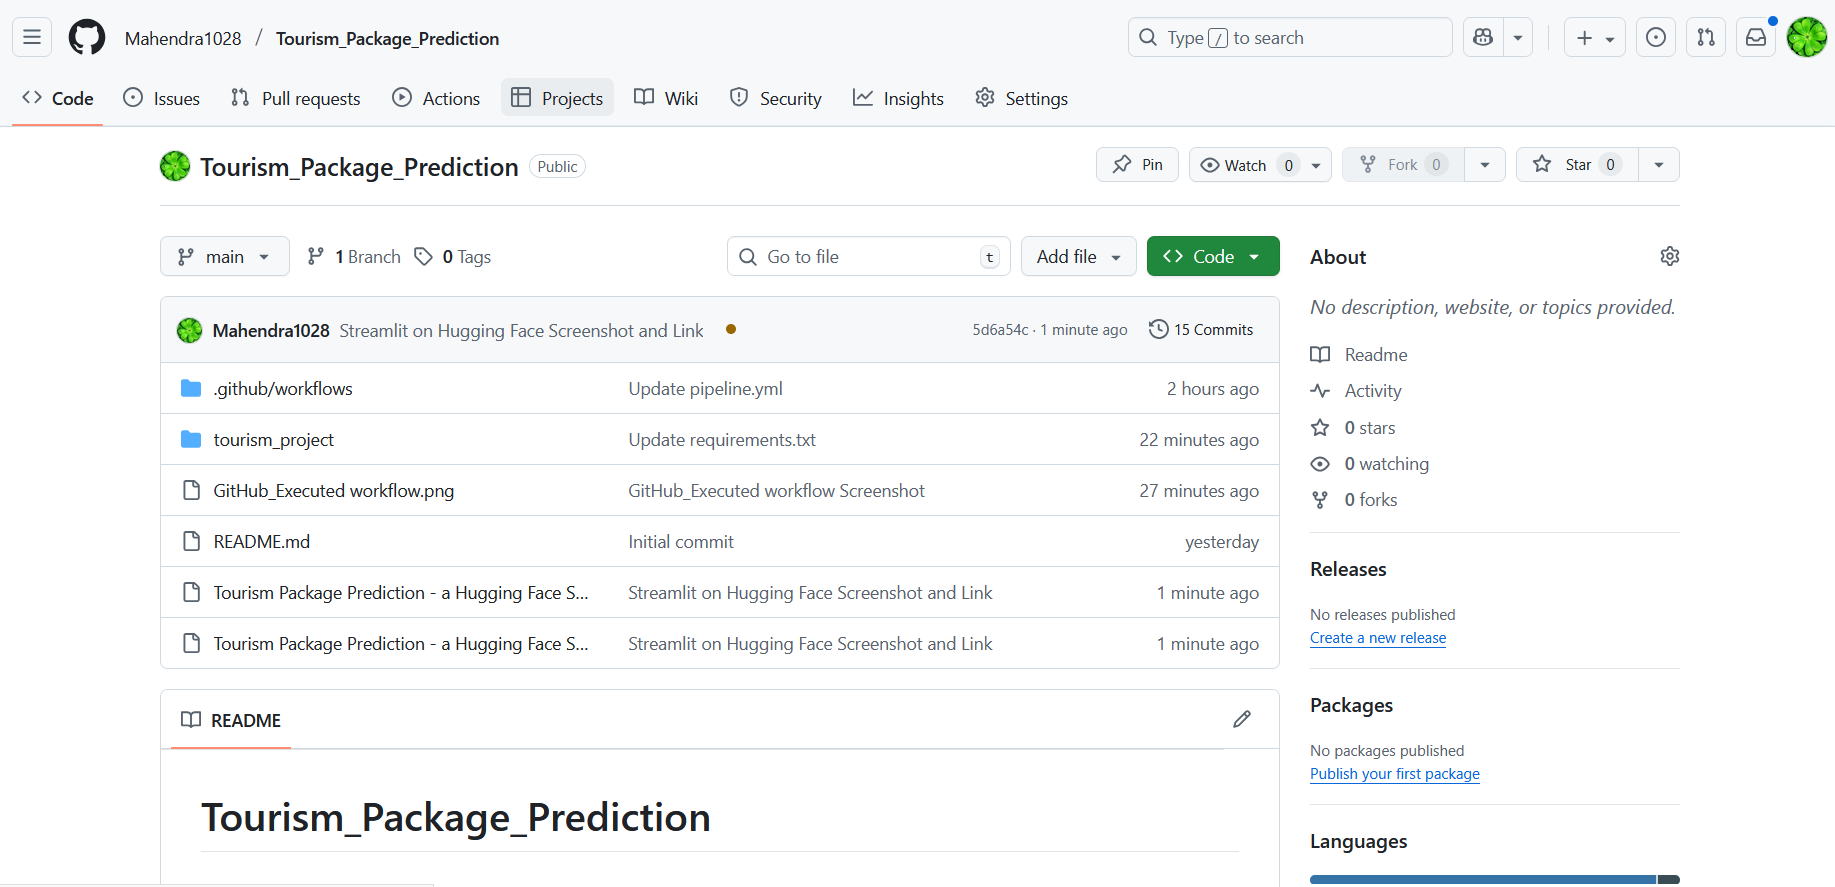 Mahendra1028 / Tourism_Package_Prediction
Type / to search
Code Issues Pull requests Actions Projects Wiki Security Insights Settings
Tourism_Package_Prediction Public
Pin Watch 0 Fork 0 Star 0
main 1 Branch 0 Tags
Go to file t Add file Code
Mahendra1028 Streamlit on Hugging Face Screenshot and Link 5d6a54c · 1 minute ago 15 Commits
.github/workflows Update pipeline.yml 2 hours ago
tourism_project Update requirements.txt 22 minutes ago
GitHub_Executed workflow.png GitHub_Executed workflow Screenshot 27 minutes ago
README.md Initial commit yesterday
Tourism Package Prediction - a Hugging Face S... Streamlit on Hugging Face Screenshot and Link 1 minute ago
Tourism Package Prediction - a Hugging Face S... Streamlit on Hugging Face Screenshot and Link 1 minute ago
README
Tourism_Package_Prediction
About
No description, website, or topics provided.
Readme
Activity
0 stars
0 watching
0 forks
Releases
No releases published
Create a new release
Packages
No packages published
Publish your first package
Languages